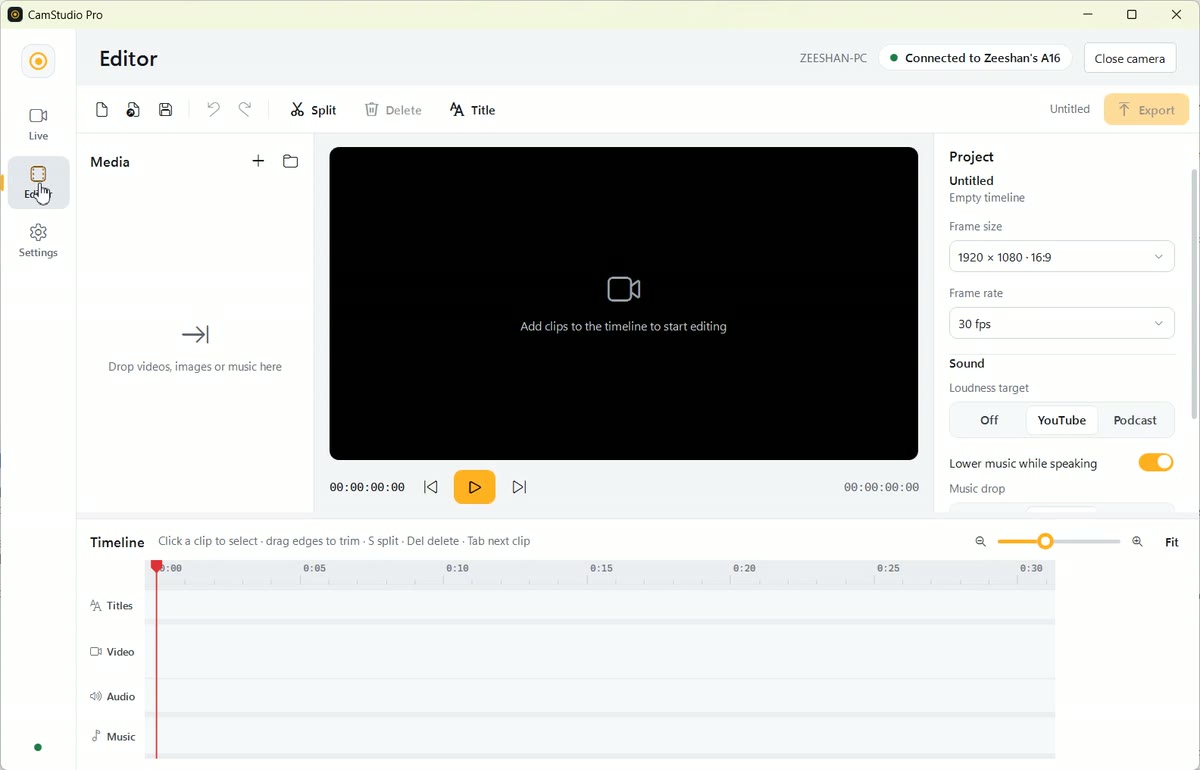 CamStudio Pro
Editor
ZEESHAN-PC
Connected to Zeeshan's A16
Close camera
Live
Settings
Split
Delete
Title
Untitled
Export
Media
Drop videos, images or music here
Add clips to the timeline to start editing
00:00:00:00
00:00:00:00
Project
Untitled
Empty timeline
Frame size
1920 × 1080 · 16:9
Frame rate
30 fps
Sound
Loudness target
Off
YouTube
Podcast
Lower music while speaking
Music drop
Timeline
Click a clip to select · drag edges to trim · S split · Del delete · Tab next clip
Fit
0:00
0:05
0:10
0:15
0:20
0:25
0:30
Titles
Video
Audio
Music